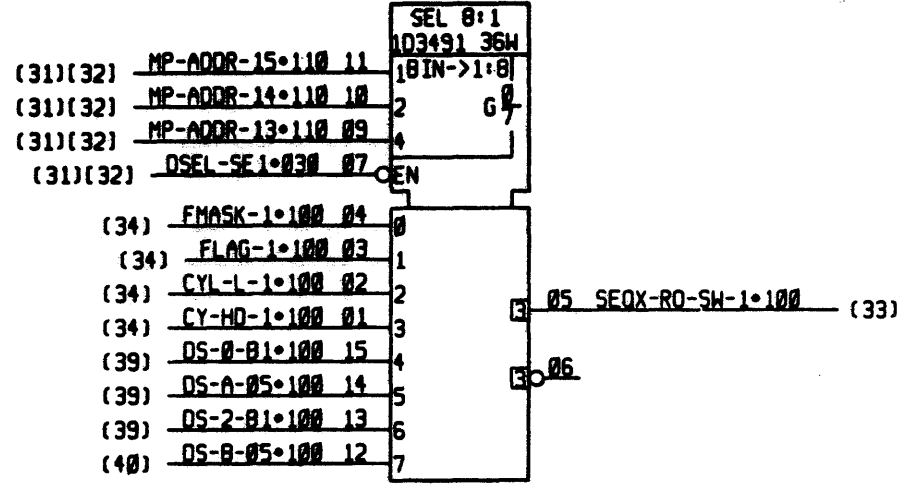 SEL 8:1
1D3491 36W
(31)(32) MP-ADDR-15•110 11 1 BIN->1:8
(31)(32) MP-ADDR-14•110 10 2 G 0/7
(31)(32) MP-ADDR-13•110 09 4
(31)(32) DSEL-SE1•030 07 EN
(34) FMASK-1•100 04 0
(34) FLAG-1•100 03 1
(34) CYL-L-1•100 02 2
(34) CY-HD-1•100 01 3
3 05 SEQX-RO-SW-1•100 (33)
(39) DS-0-B1•100 15 4
3 06
(39) DS-A-05•100 14 5
(39) DS-2-B1•100 13 6
(40) DS-B-05•100 12 7